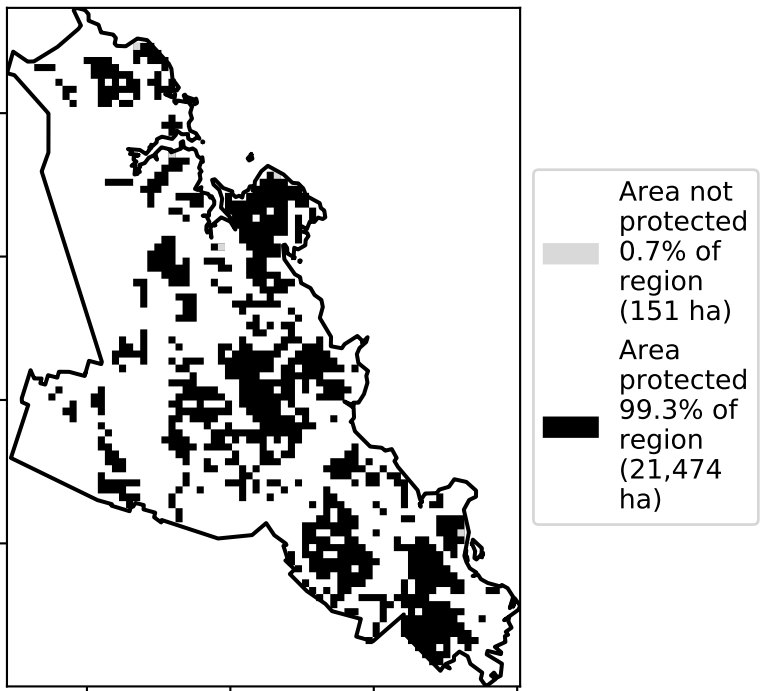 Area not
protected
0.7% of
region
(151 ha)
Area
protected
99.3% of
region
(21,474
ha)